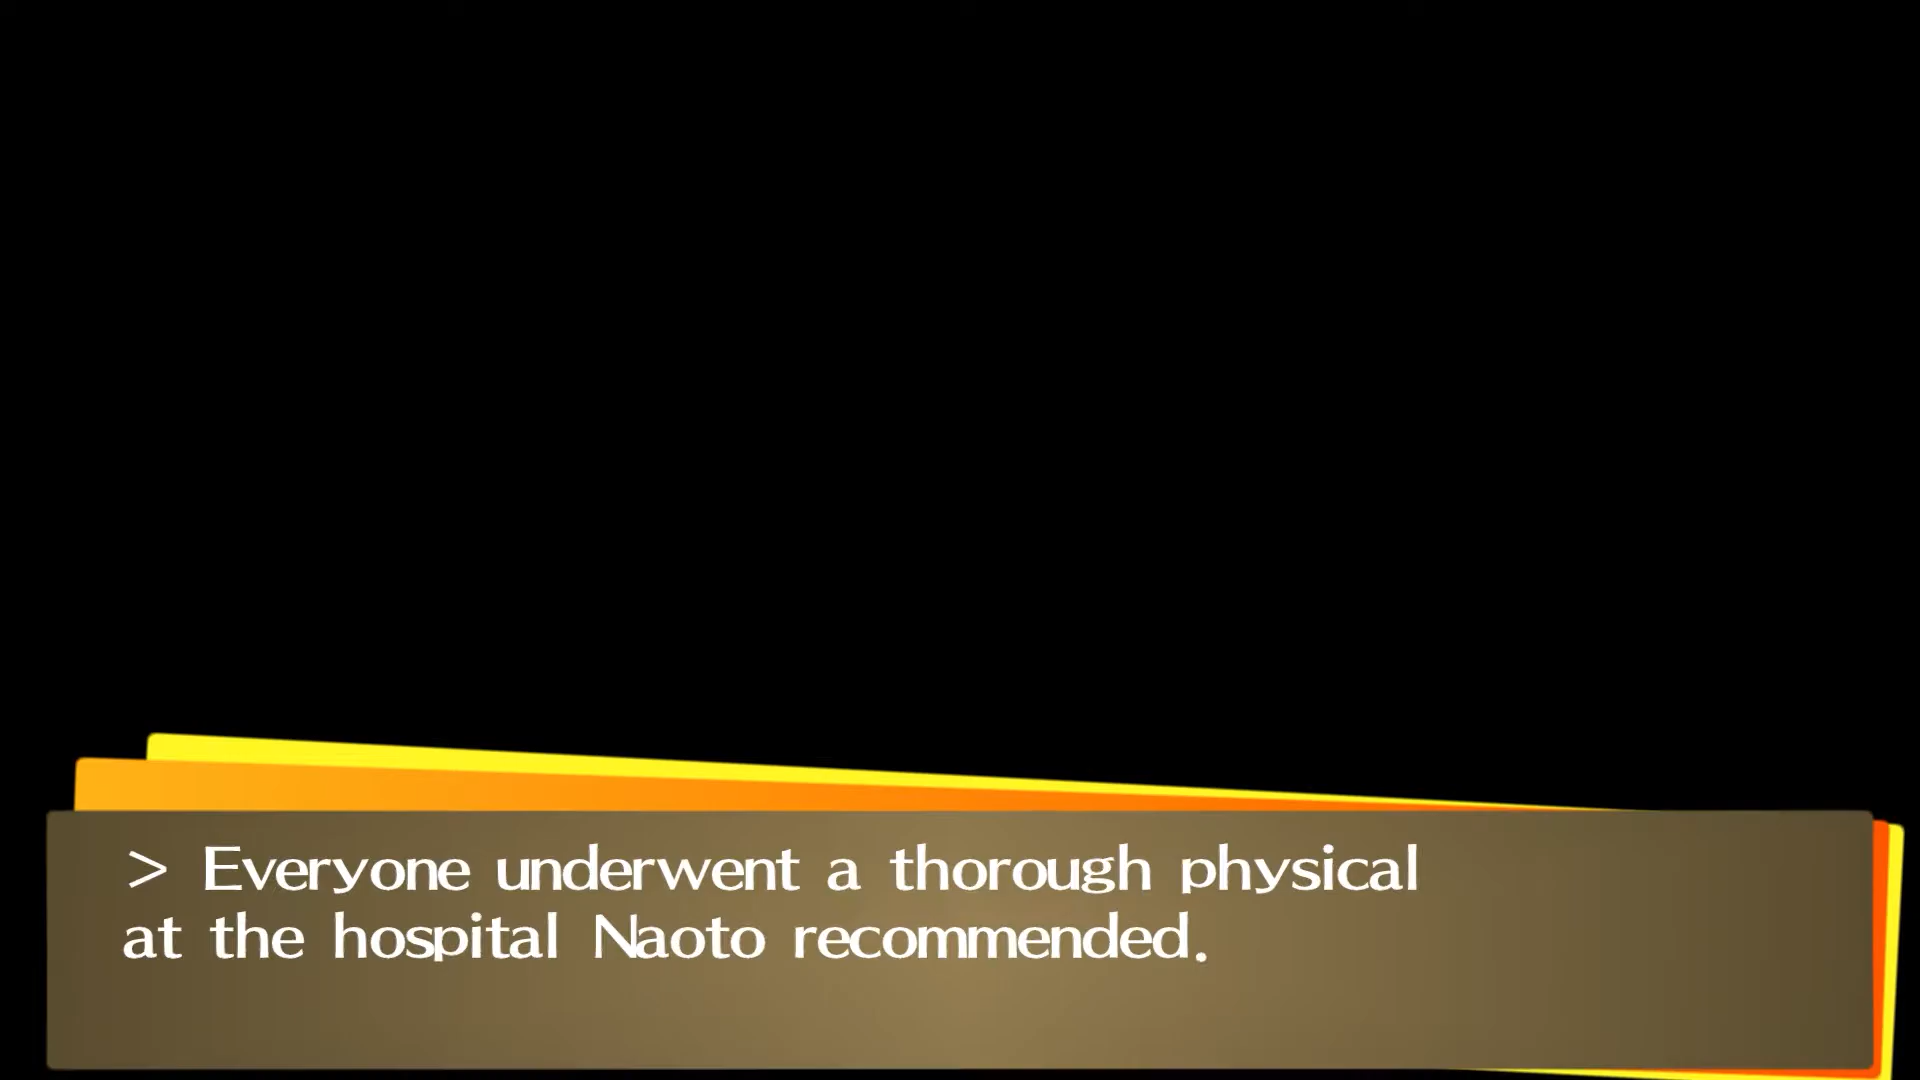 > Everyone underwent a thorough physical
at the hospital Naoto recommended.